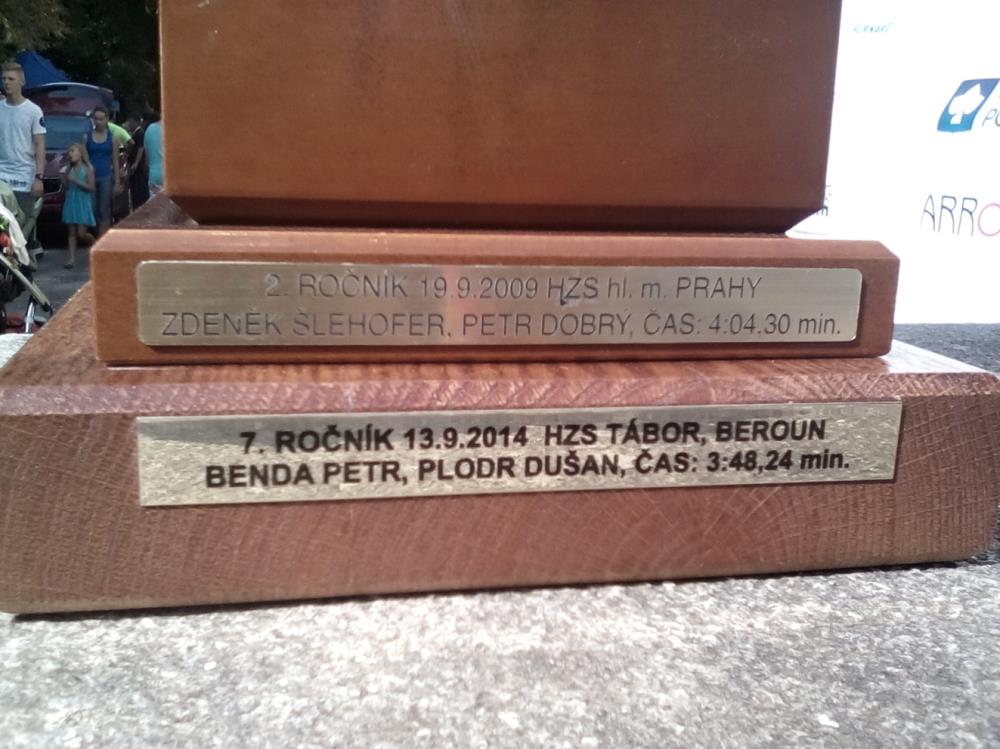 2. ROČNÍK 19.9.2009 HZS hl. m. PRAHY
ZDENĚK ŠLEHOFER, PETR DOBRÝ, ČAS: 4:04.30 min.
7. ROČNÍK 13.9.2014 HZS TÁBOR, BEROUN
BENDA PETR, PLODR DUŠAN, ČAS: 3:48,24 min.
ARRO